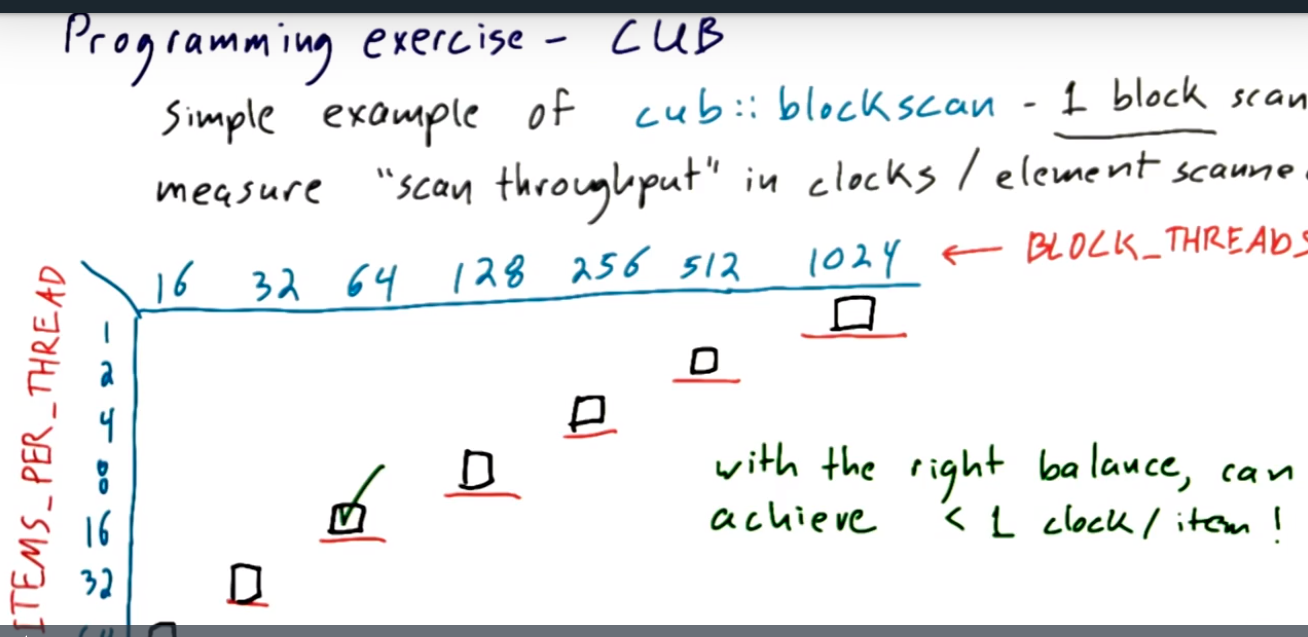 Programming exercise - CUB
simple example of cub::blockscan - 1 block scan
measure "scan throughput" in clocks / element scanne
16 32 64 128 256 512 1024 ← BLOCK_THREADS
ITEMS_PER_THREAD
1
2
4
8
16
32
with the right balance, can
achieve < 1 clock / item !